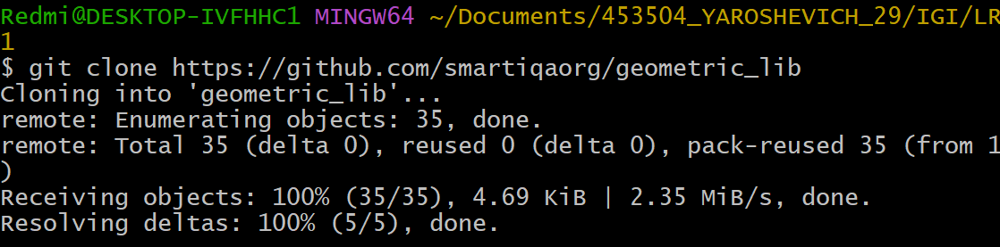 Redmi@DESKTOP-IVFHHC1 MINGW64 ~/Documents/453504_YAROSHEVICH_29/IGI/LR
1
$ git clone https://github.com/smartiqaorg/geometric_lib
Cloning into 'geometric_lib'...
remote: Enumerating objects: 35, done.
remote: Total 35 (delta 0), reused 0 (delta 0), pack-reused 35 (from 1
)
Receiving objects: 100% (35/35), 4.69 KiB | 2.35 MiB/s, done.
Resolving deltas: 100% (5/5), done.